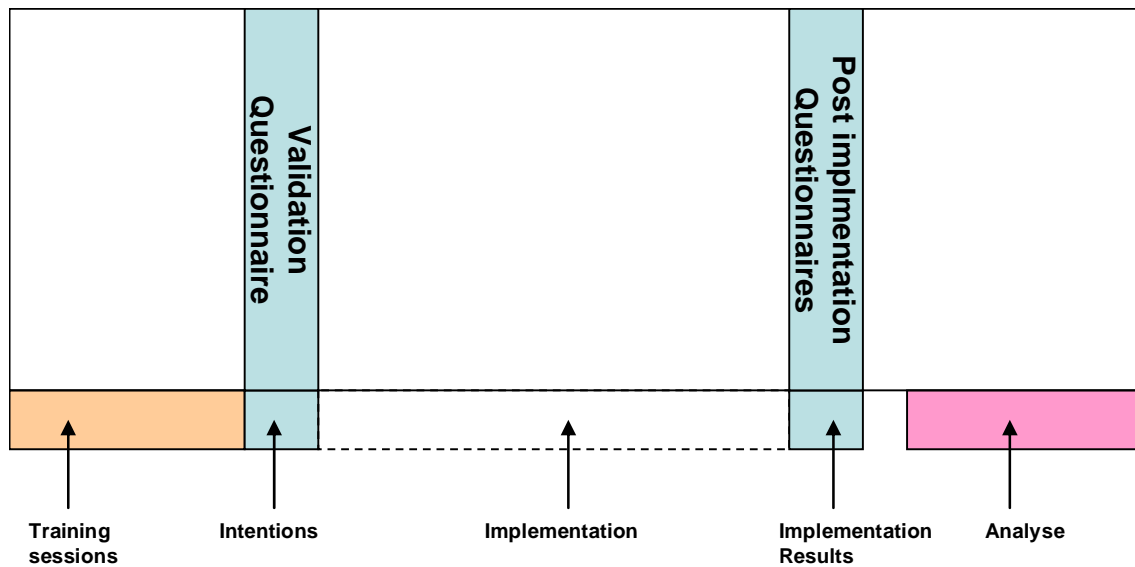 Validation
Questionnaire
Post implmentation
Questionnaires
Training
sessions
Intentions
Implementation
Implementation
Results
Analyse